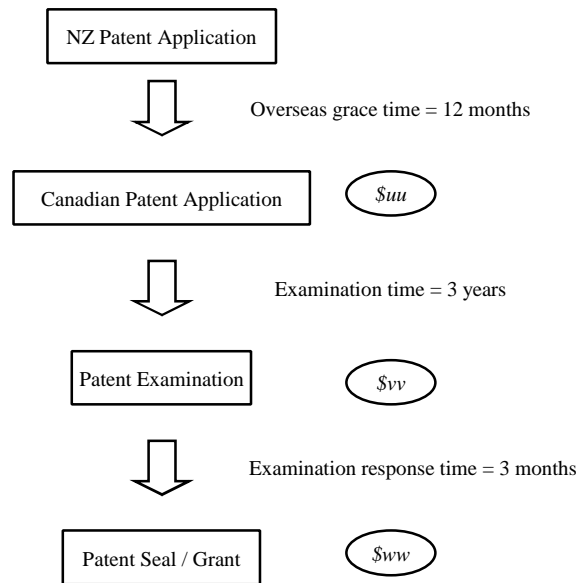 NZ Patent Application
Overseas grace time = 12 months
Canadian Patent Application
$uu
Examination time = 3 years
Patent Examination
$vv
Examination response time = 3 months
Patent Seal / Grant
$ww